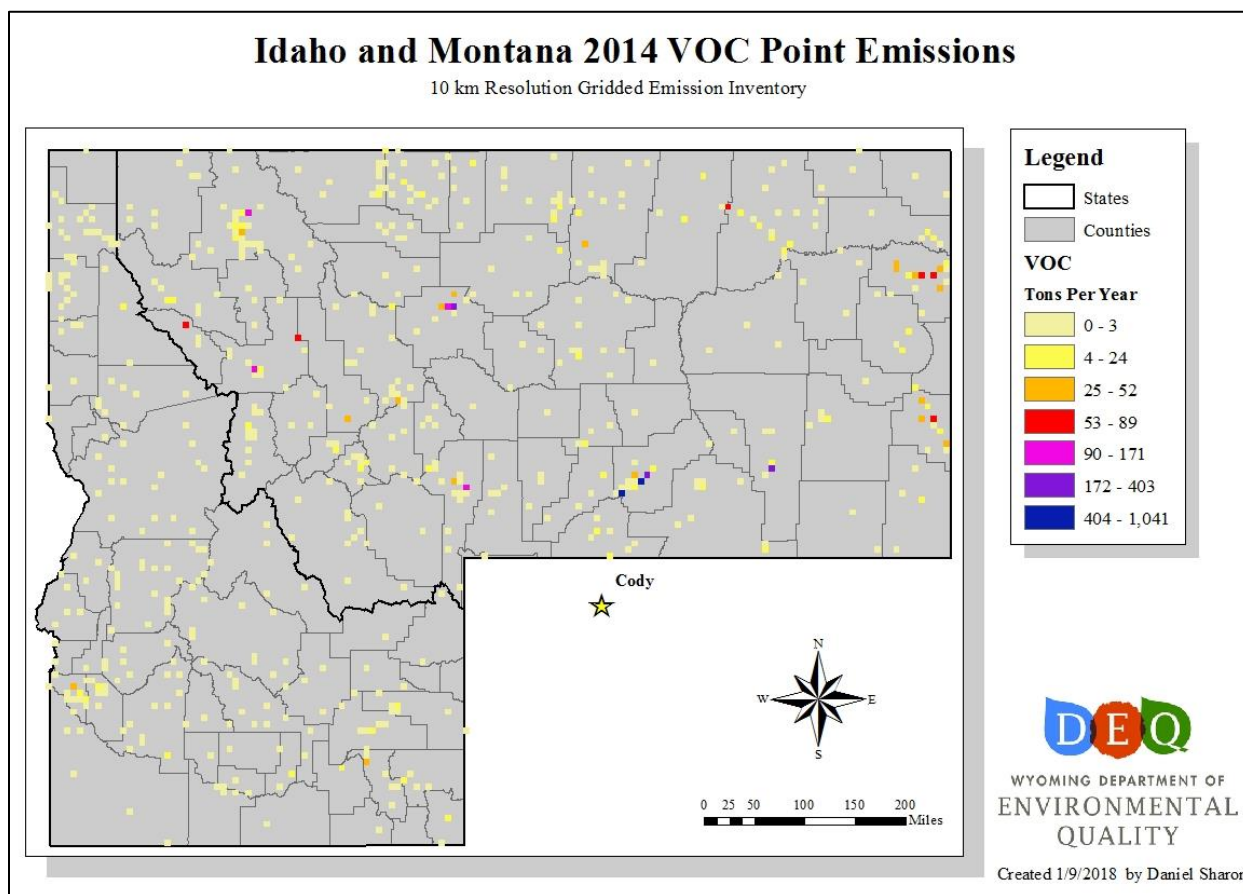 Idaho and Montana 2014 VOC Point Emissions
10 km Resolution Gridded Emission Inventory
Legend
States
Counties
VOC
Tons Per Year
0 - 3
4 - 24
25 - 52
53 - 89
90 - 171
172 - 403
404 - 1,041
Cody
N
W E
S
0 25 50 100 150 200
Miles
DEQ
WYOMING DEPARTMENT OF
ENVIRONMENTAL
QUALITY
Created 1/9/2018 by Daniel Sharon